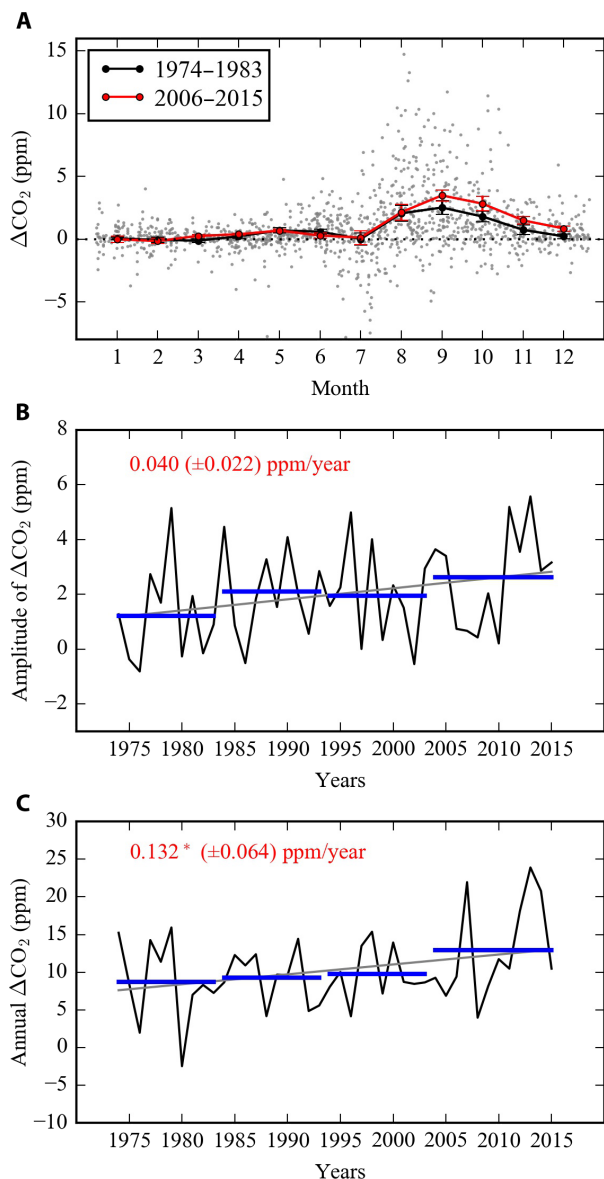 A
15
10
5
0
−5
ΔCO₂ (ppm)
1974–1983
2006–2015
1 2 3 4 5 6 7 8 9 10 11 12
Month
B
8
6
4
2
0
−2
Amplitude of ΔCO₂ (ppm)
0.040 (±0.022) ppm/year
1975 1980 1985 1990 1995 2000 2005 2010 2015
Years
C
30
25
20
15
10
5
0
−5
−10
Annual ΔCO₂ (ppm)
0.132* (±0.064) ppm/year
1975 1980 1985 1990 1995 2000 2005 2010 2015
Years